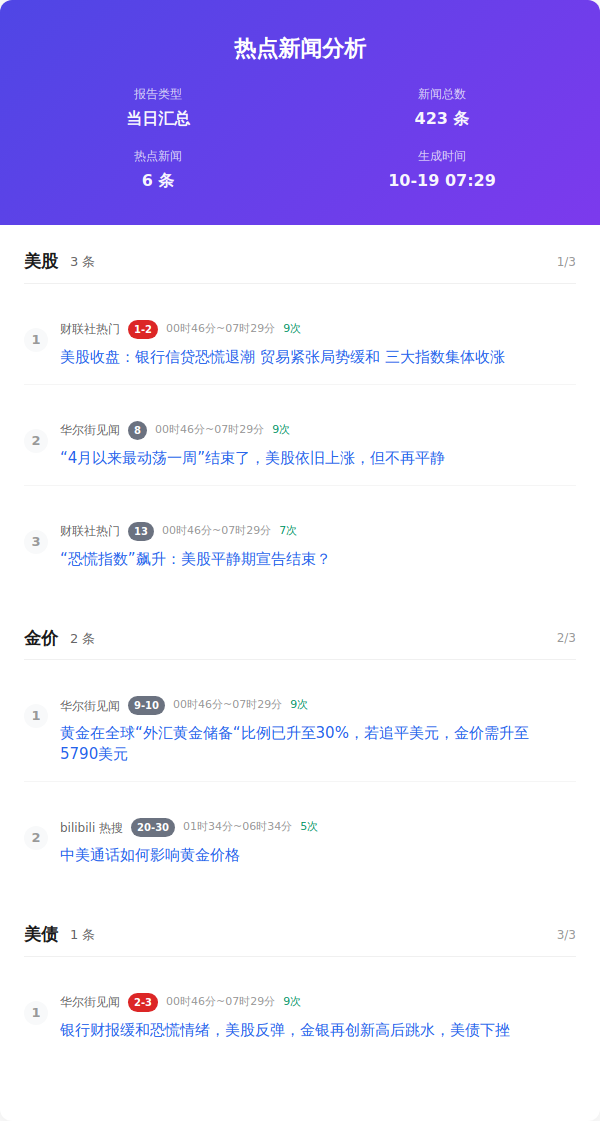 热点新闻分析
报告类型
新闻总数
当日汇总
423 条
热点新闻
生成时间
6 条
10-19 07:29
美股 3 条 1/3
1 财联社热门 1-2 00时46分~07时29分 9次
美股收盘：银行信贷恐慌退潮 贸易紧张局势缓和 三大指数集体收涨
2 华尔街见闻 8 00时46分~07时29分 9次
“4月以来最动荡一周”结束了，美股依旧上涨，但不再平静
3 财联社热门 13 00时46分~07时29分 7次
“恐慌指数”飙升：美股平静期宣告结束？
金价 2 条 2/3
1 华尔街见闻 9-10 00时46分~07时29分 9次
黄金在全球“外汇黄金储备“比例已升至30%，若追平美元，金价需升至
5790美元
2 bilibili 热搜 20-30 01时34分~06时34分 5次
中美通话如何影响黄金价格
美债 1 条 3/3
1 华尔街见闻 2-3 00时46分~07时29分 9次
银行财报缓和恐慌情绪，美股反弹，金银再创新高后跳水，美债下挫